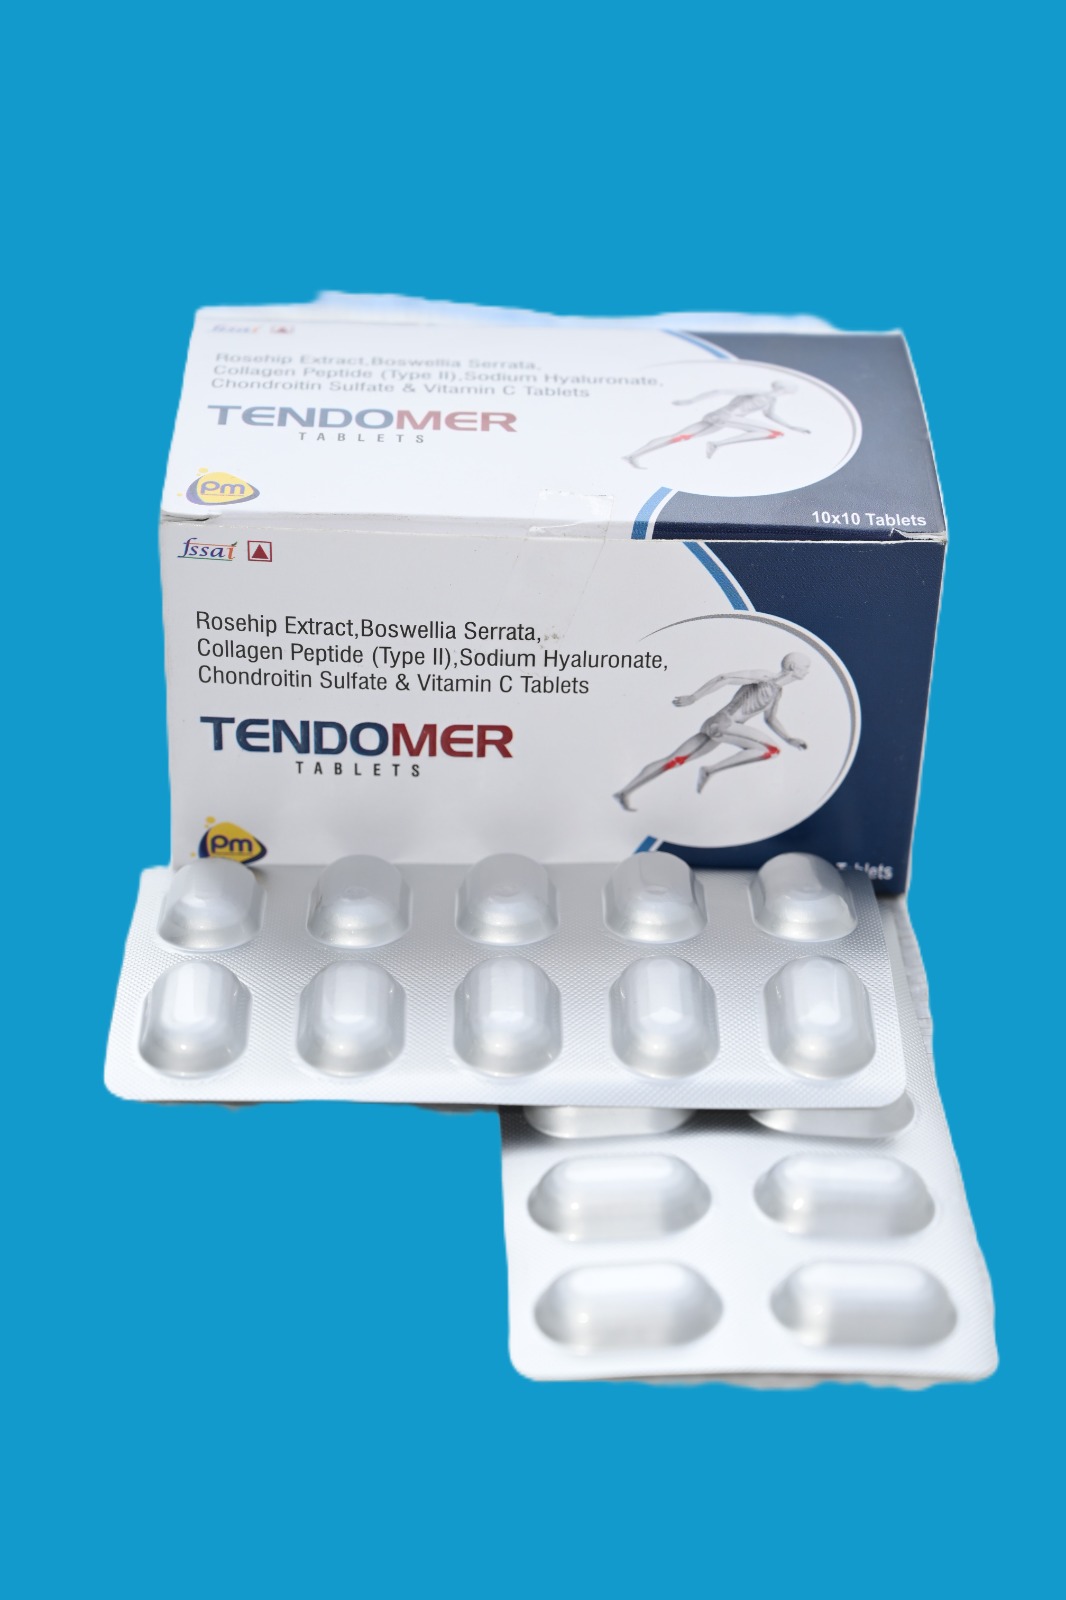 fssai
Rosehip Extract,Boswellia Serrata,
Collagen Peptide (Type II),Sodium Hyaluronate,
Chondroitin Sulfate & Vitamin C Tablets
TENDOMER
TABLETS
pm
10x10 Tablets
fssai
Rosehip Extract,Boswellia Serrata,
Collagen Peptide (Type II),Sodium Hyaluronate,
Chondroitin Sulfate & Vitamin C Tablets
TENDOMER
TABLETS
pm
Tablets